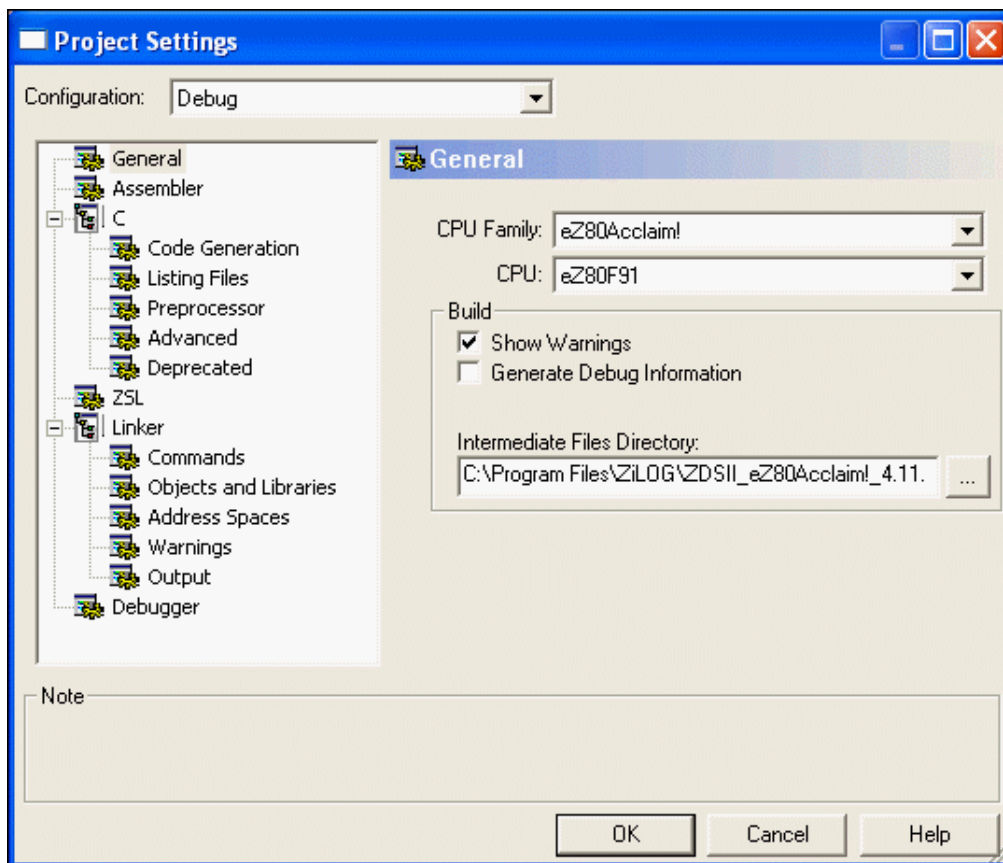 Project Settings
Configuration: Debug
General
Assembler
C
Code Generation
Listing Files
Preprocessor
Advanced
Deprecated
ZSL
Linker
Commands
Objects and Libraries
Address Spaces
Warnings
Output
Debugger
General
CPU Family: eZ80Acclaim!
CPU: eZ80F91
Build
Show Warnings
Generate Debug Information
Intermediate Files Directory:
C:\Program Files\ZiLOG\ZDSII_eZ80Acclaim!_4.11.
...
Note
OK Cancel Help